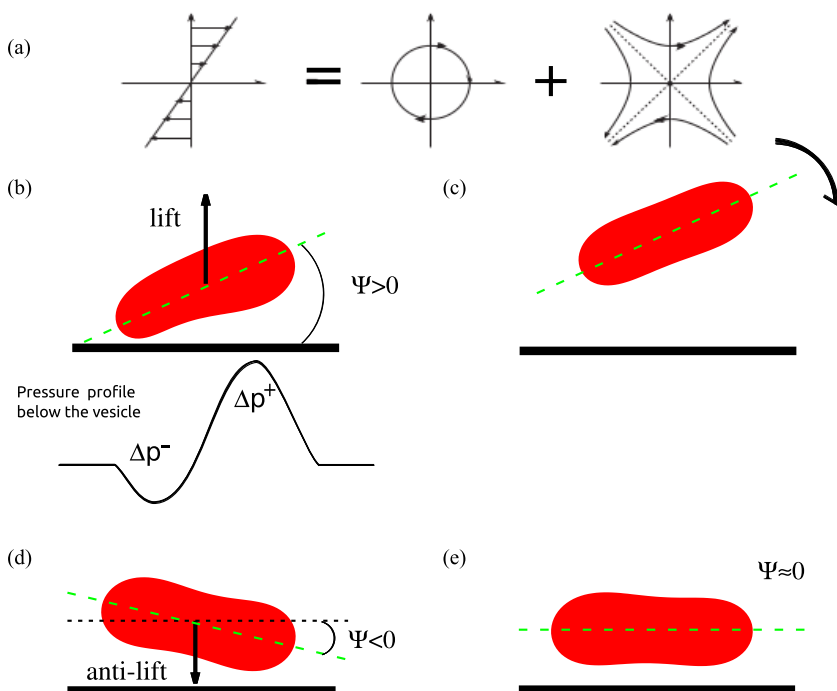 (a)
=
+
(b)
(c)
lift
Ψ>0
Pressure profile
below the vesicle
Δp⁺
Δp⁻
(d)
(e)
Ψ≈0
Ψ<0
anti-lift